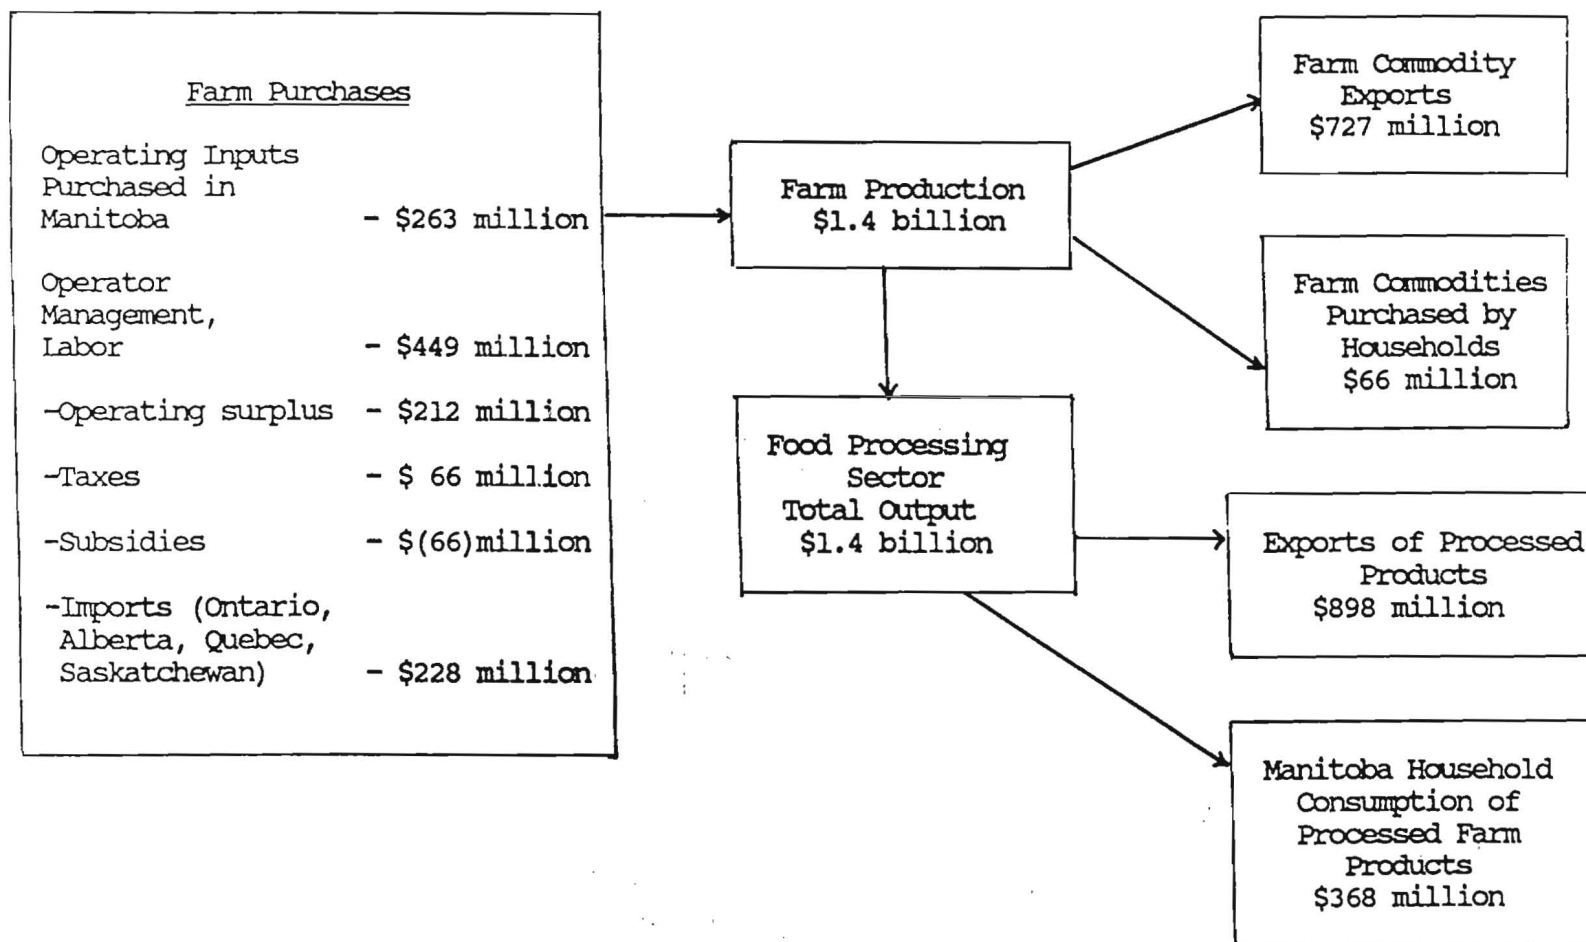 Farm Purchases
Operating Inputs
Purchased in
Manitoba - $263 million
Operator
Management,
Labor - $449 million
-Operating surplus - $212 million
-Taxes - $ 66 million
-Subsidies - $(66)million
-Imports (Ontario,
Alberta, Quebec,
Saskatchewan) - $228 million
Farm Production
$1.4 billion
Food Processing
Sector
Total Output
$1.4 billion
Farm Commodity
Exports
$727 million
Farm Commodities
Purchased by
Households
$66 million
Exports of Processed
Products
$898 million
Manitoba Household
Consumption of
Processed Farm
Products
$368 million